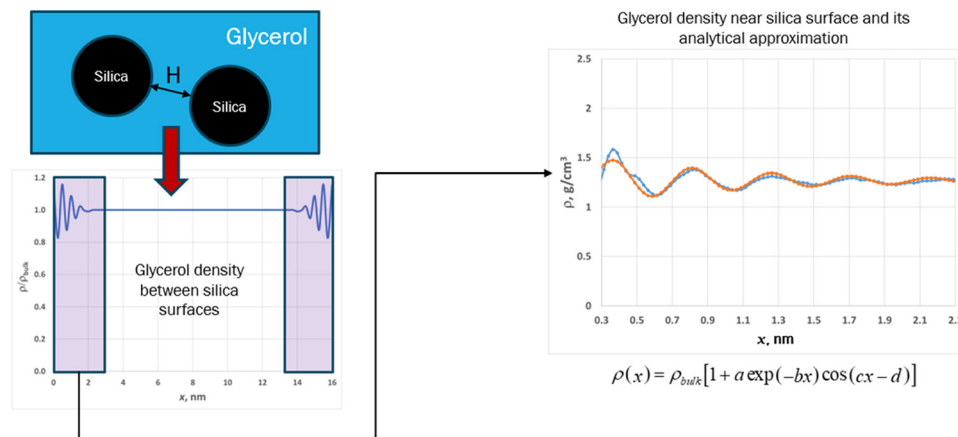 Glycerol
Silica
H
Silica
1.2
1.0
0.8
0.6
0.4
0.2
0.0
ρ/ρbulk
Glycerol density
between silica
surfaces
0 2 4 6 8 10 12 14 16
x, nm
Glycerol density near silica surface and its
analytical approximation
2.5
2
1.5
1
0.5
0
ρ, g/cm³
0.3 0.5 0.7 0.9 1.1 1.3 1.5 1.7 1.9 2.1 2.3
x, nm
ρ(x) = ρbulk[1 + a exp(−bx) cos(cx − d)]